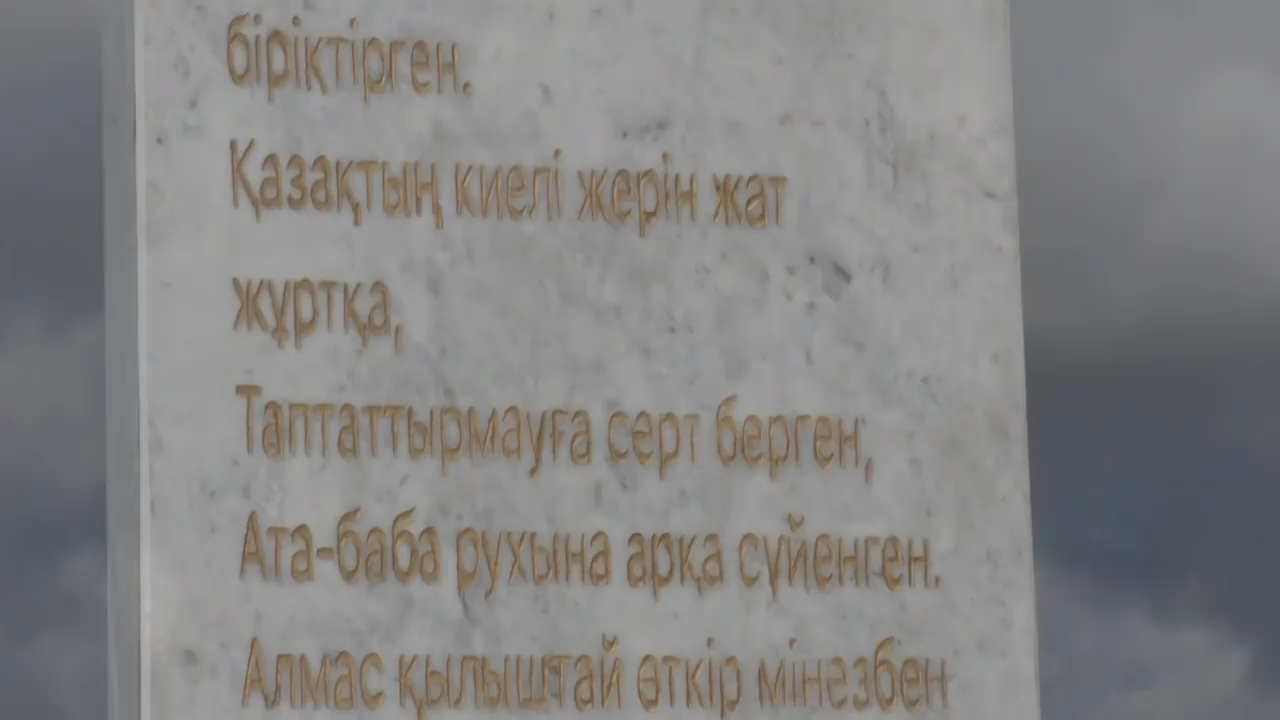 біріктірген.
Қазақтың киелі жерін жат
жұртқа,
Таптаттырмауға серт берген,
Ата-баба рухына арқа сүйенген.
Алмас қылыштай өткір мінезбен